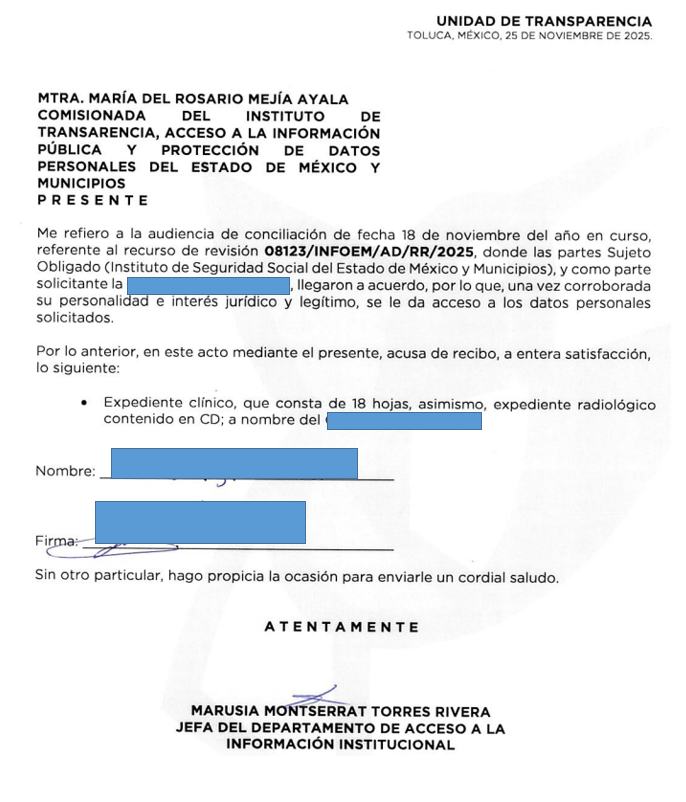 UNIDAD DE TRANSPARENCIA
TOLUCA, MÉXICO, 25 DE NOVIEMBRE DE 2025.
MTRA. MARÍA DEL ROSARIO MEJÍA AYALA
COMISIONADA DEL INSTITUTO DE
TRANSARENCIA, ACCESO A LA INFORMACIÓN
PÚBLICA Y PROTECCIÓN DE DATOS
PERSONALES DEL ESTADO DE MÉXICO Y
MUNICIPIOS
P R E S E N T E
Me refiero a la audiencia de conciliación de fecha 18 de noviembre del año en curso,
referente al recurso de revisión 08123/INFOEM/AD/RR/2025, donde las partes Sujeto
Obligado (Instituto de Seguridad Social del Estado de México y Municipios), y como parte
solicitante la , llegaron a acuerdo, por lo que, una vez corroborada
su personalidad e interés jurídico y legítimo, se le da acceso a los datos personales
solicitados.
Por lo anterior, en este acto mediante el presente, acusa de recibo, a entera satisfacción,
lo siguiente:
• Expediente clínico, que consta de 18 hojas, asimismo, expediente radiológico
contenido en CD; a nombre del
Nombre:
Firma:
Sin otro particular, hago propicia la ocasión para enviarle un cordial saludo.
A T E N T A M E N T E
MARUSIA MONTSERRAT TORRES RIVERA
JEFA DEL DEPARTAMENTO DE ACCESO A LA
INFORMACIÓN INSTITUCIONAL